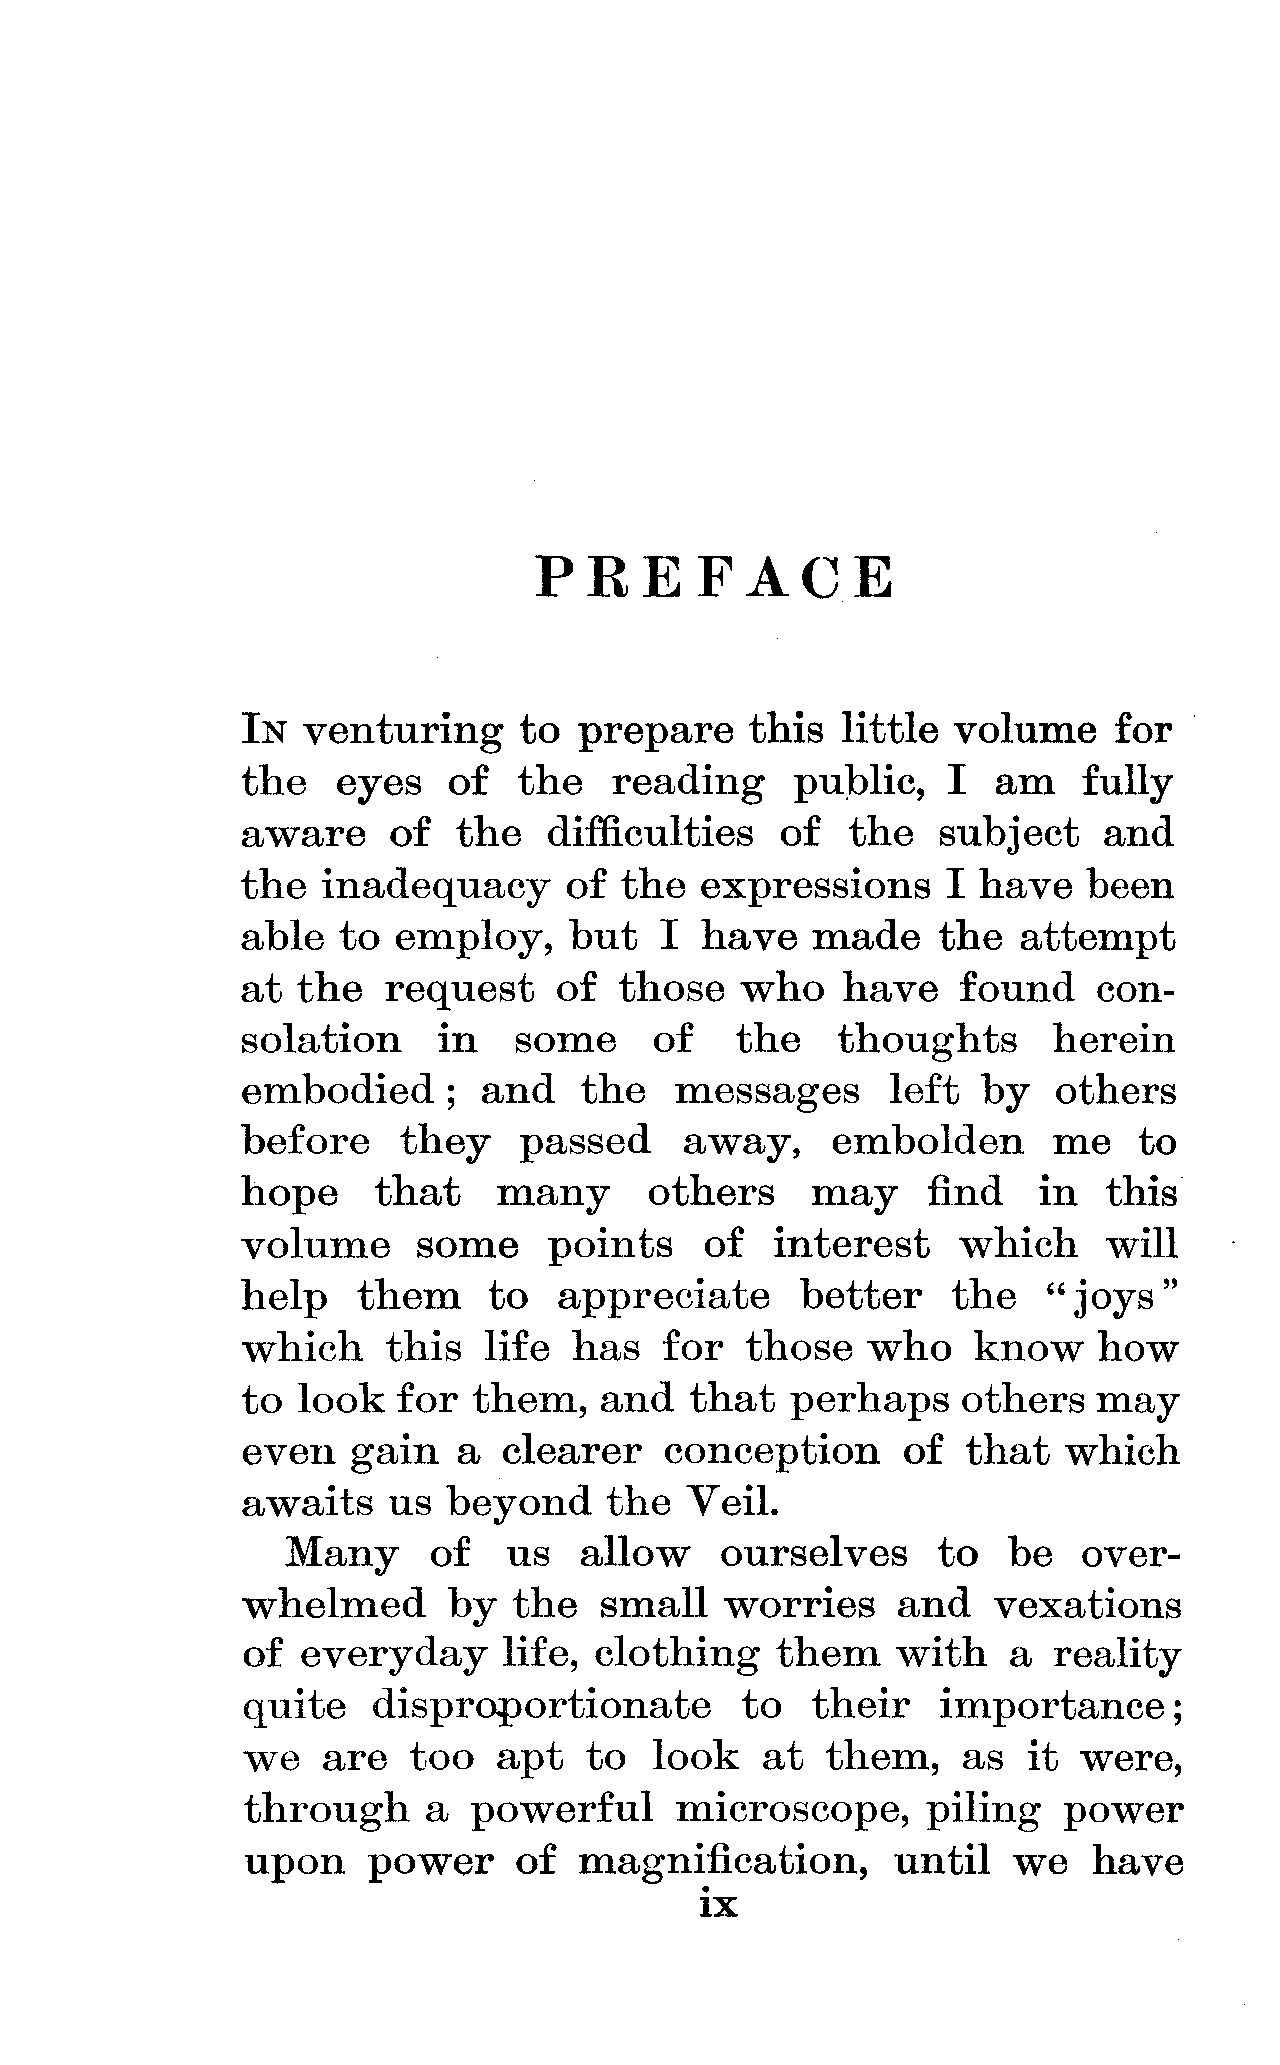 PREFACE
IN venturing to prepare this little volume for
the eyes of the reading public, I am fully
aware of the difficulties of the subject and
the inadequacy of the expressions I have been
able to employ, but I have made the attempt
at the request of those who have found con-
solation in some of the thoughts herein
embodied ; and the messages left by others
before they passed away, embolden me to
hope that many others may find in this
volume some points of interest which will
help them to appreciate better the "joys"
which this life has for those who know how
to look for them, and that perhaps others may
even gain a clearer conception of that which
awaits us beyond the Veil.
Many of us allow ourselves to be over-
whelmed by the small worries and vexations
of everyday life, clothing them with a reality
quite disproportionate to their importance;
we are too apt to look at them, as it were,
through a powerful microscope, piling power
upon power of magnification, until we have
ix